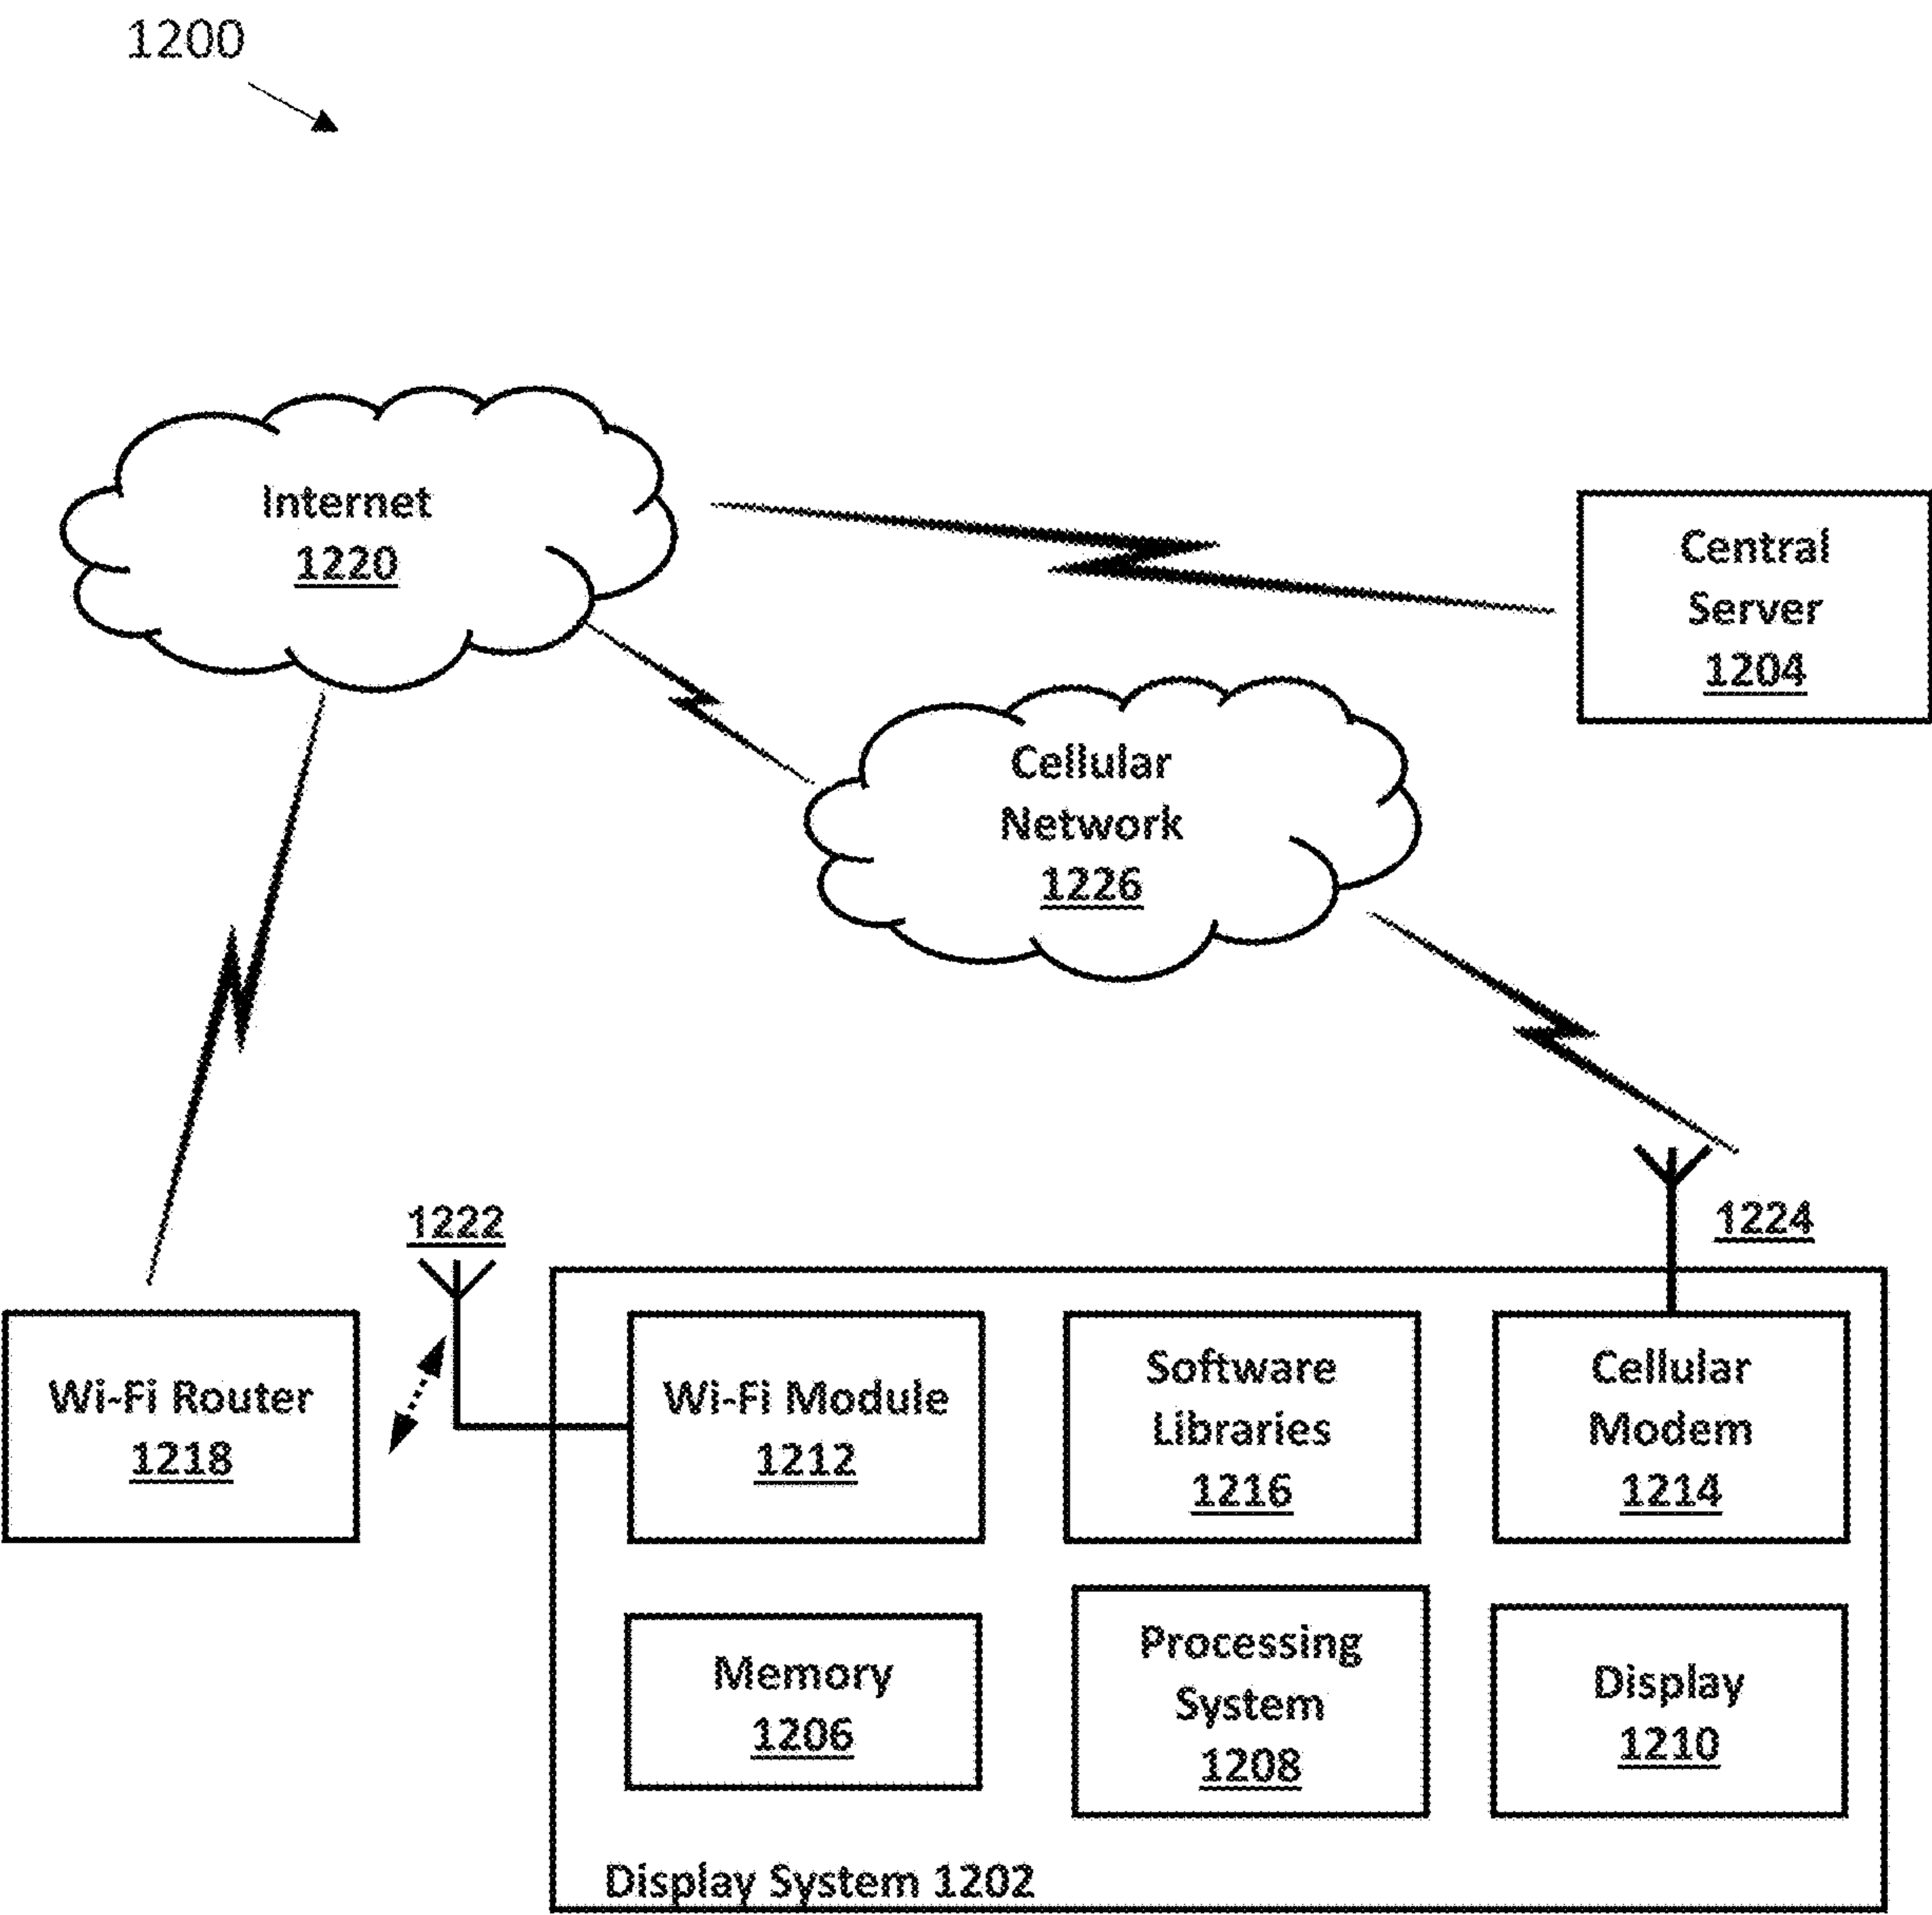 1200
Internet
1220
Central
Server
1204
Cellular
Network
1226
1222
1224
Wi-Fi Router
1218
Wi-Fi Module
1212
Software
Libraries
1216
Cellular
Modem
1214
Memory
1206
Processing
System
1208
Display
1210
Display System 1202